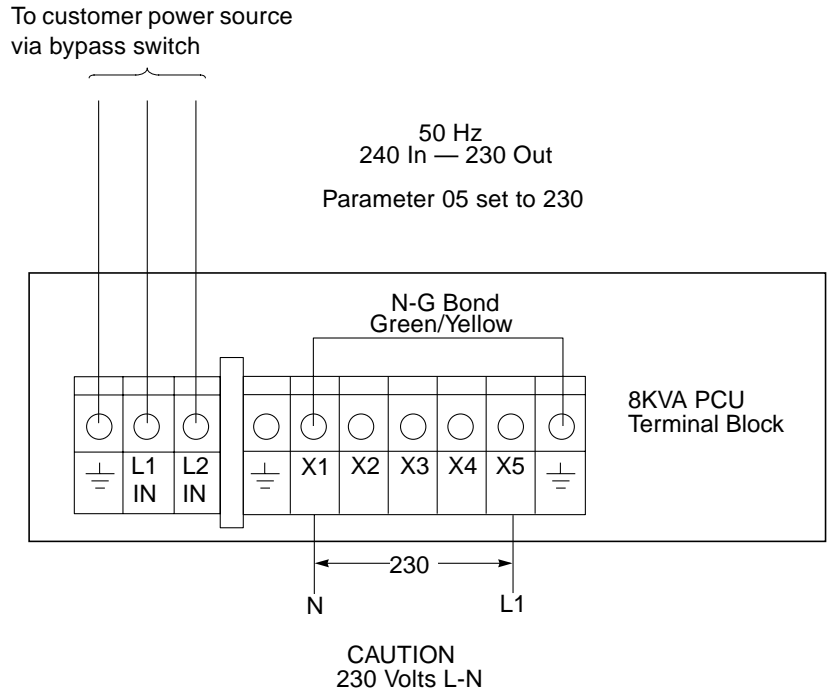 To customer power source
via bypass switch
50 Hz
240 In — 230 Out
Parameter 05 set to 230
N-G Bond
Green/Yellow
8KVA PCU
Terminal Block
L1 L2 X1 X2 X3 X4 X5
IN IN
230
N L1
CAUTION
230 Volts L-N